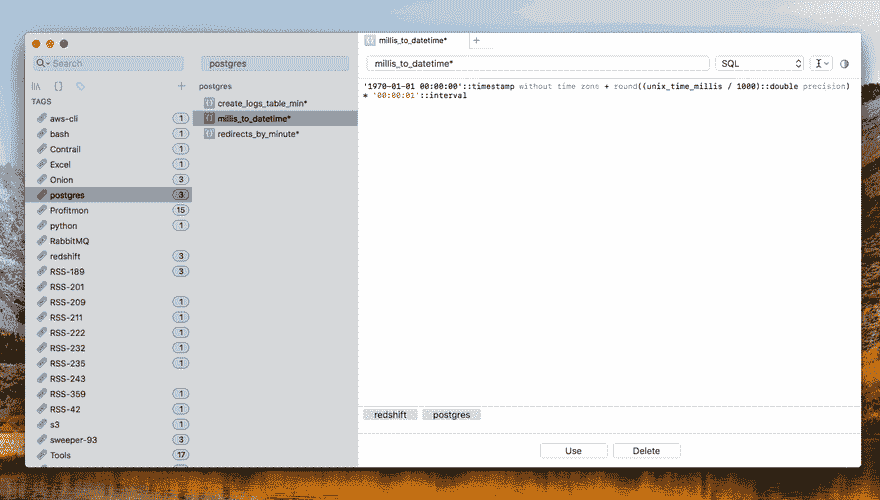 millis_to_datetime*
Search
postgres
millis_to_datetime*
SQL
TAGS
aws-cli 1
bash 1
Contrail 1
Excel 1
Onion 3
postgres 3
Profitmon 15
python 1
RabbitMQ
redshift 3
RSS-189 3
RSS-201
RSS-209 1
RSS-211 1
RSS-222 1
RSS-232 1
RSS-235 1
RSS-243
RSS-359 1
RSS-42 1
s3 1
sweeper-93 3
Tools 17
postgres
create_logs_table_min*
millis_to_datetime*
redirects_by_minute*
'1970-01-01 00:00:00'::timestamp without time zone + round((unix_time_millis / 1000)::double precision)
* '00:00:01'::interval
redshift postgres
Use Delete